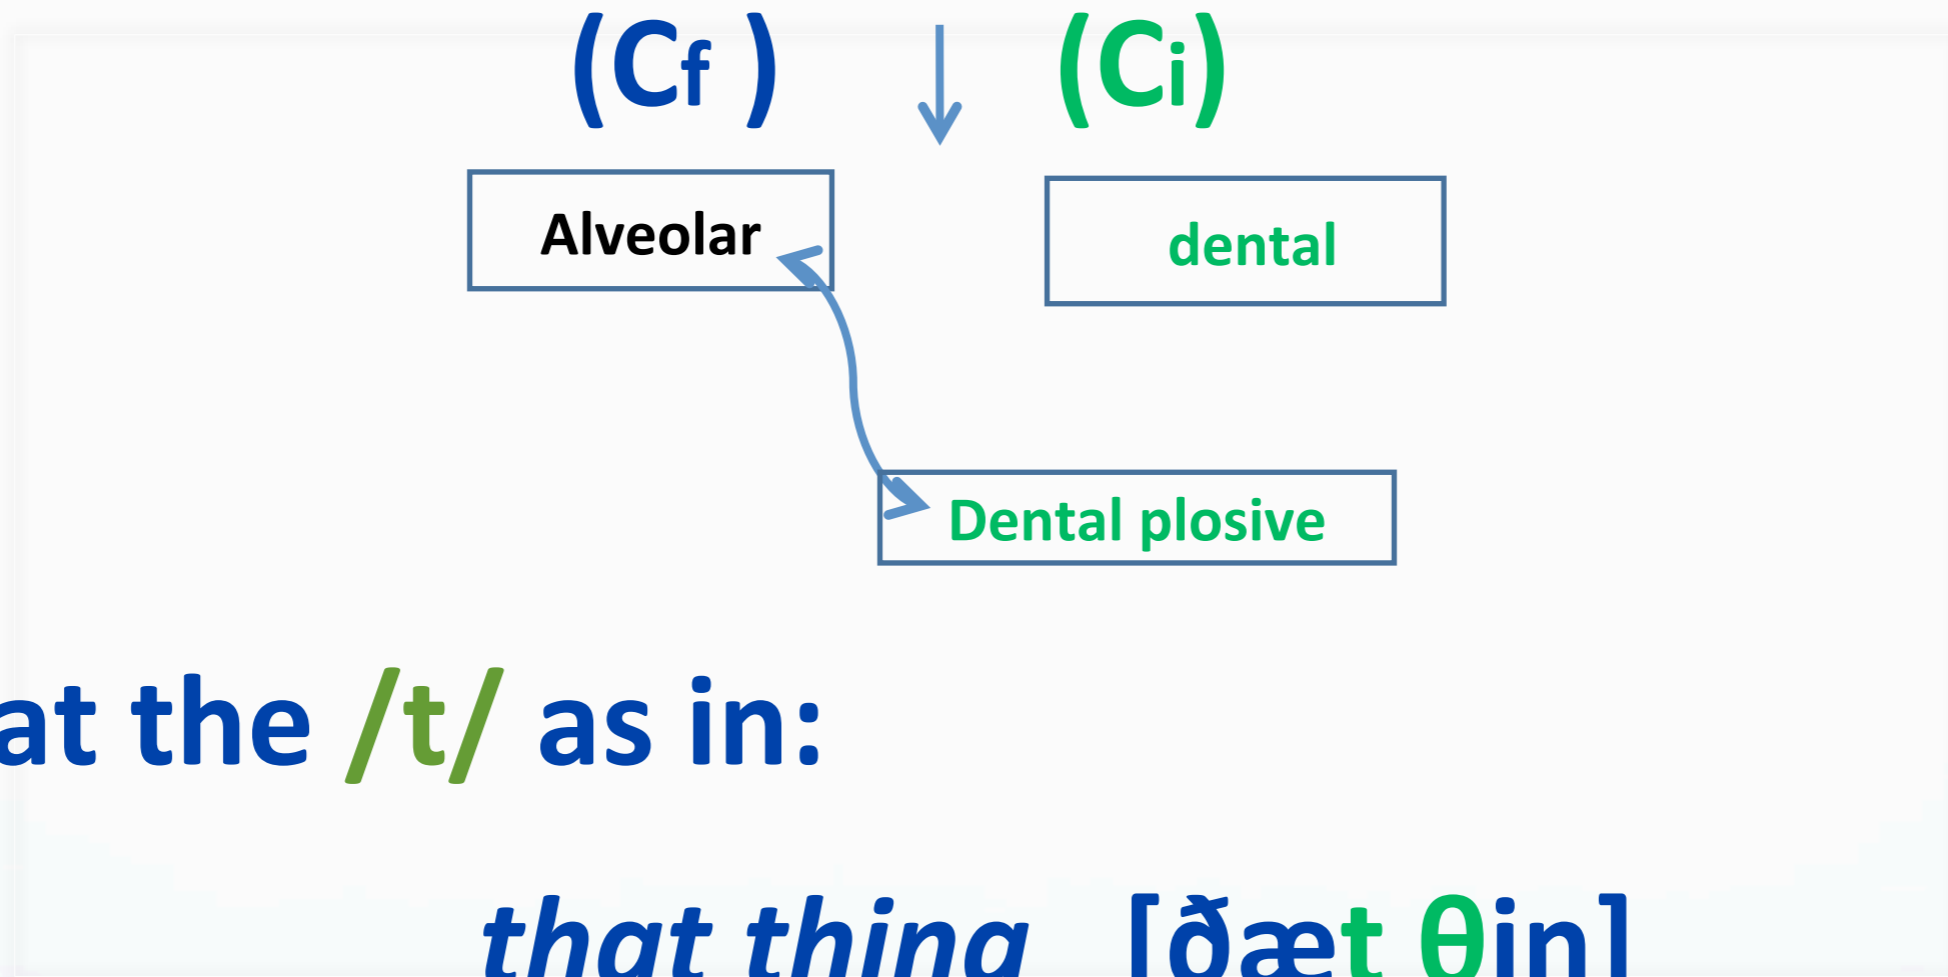 (Cf ) (Ci)
Alveolar dental
Dental plosive
at the /t/ as in:
that thing [ðæt θin]